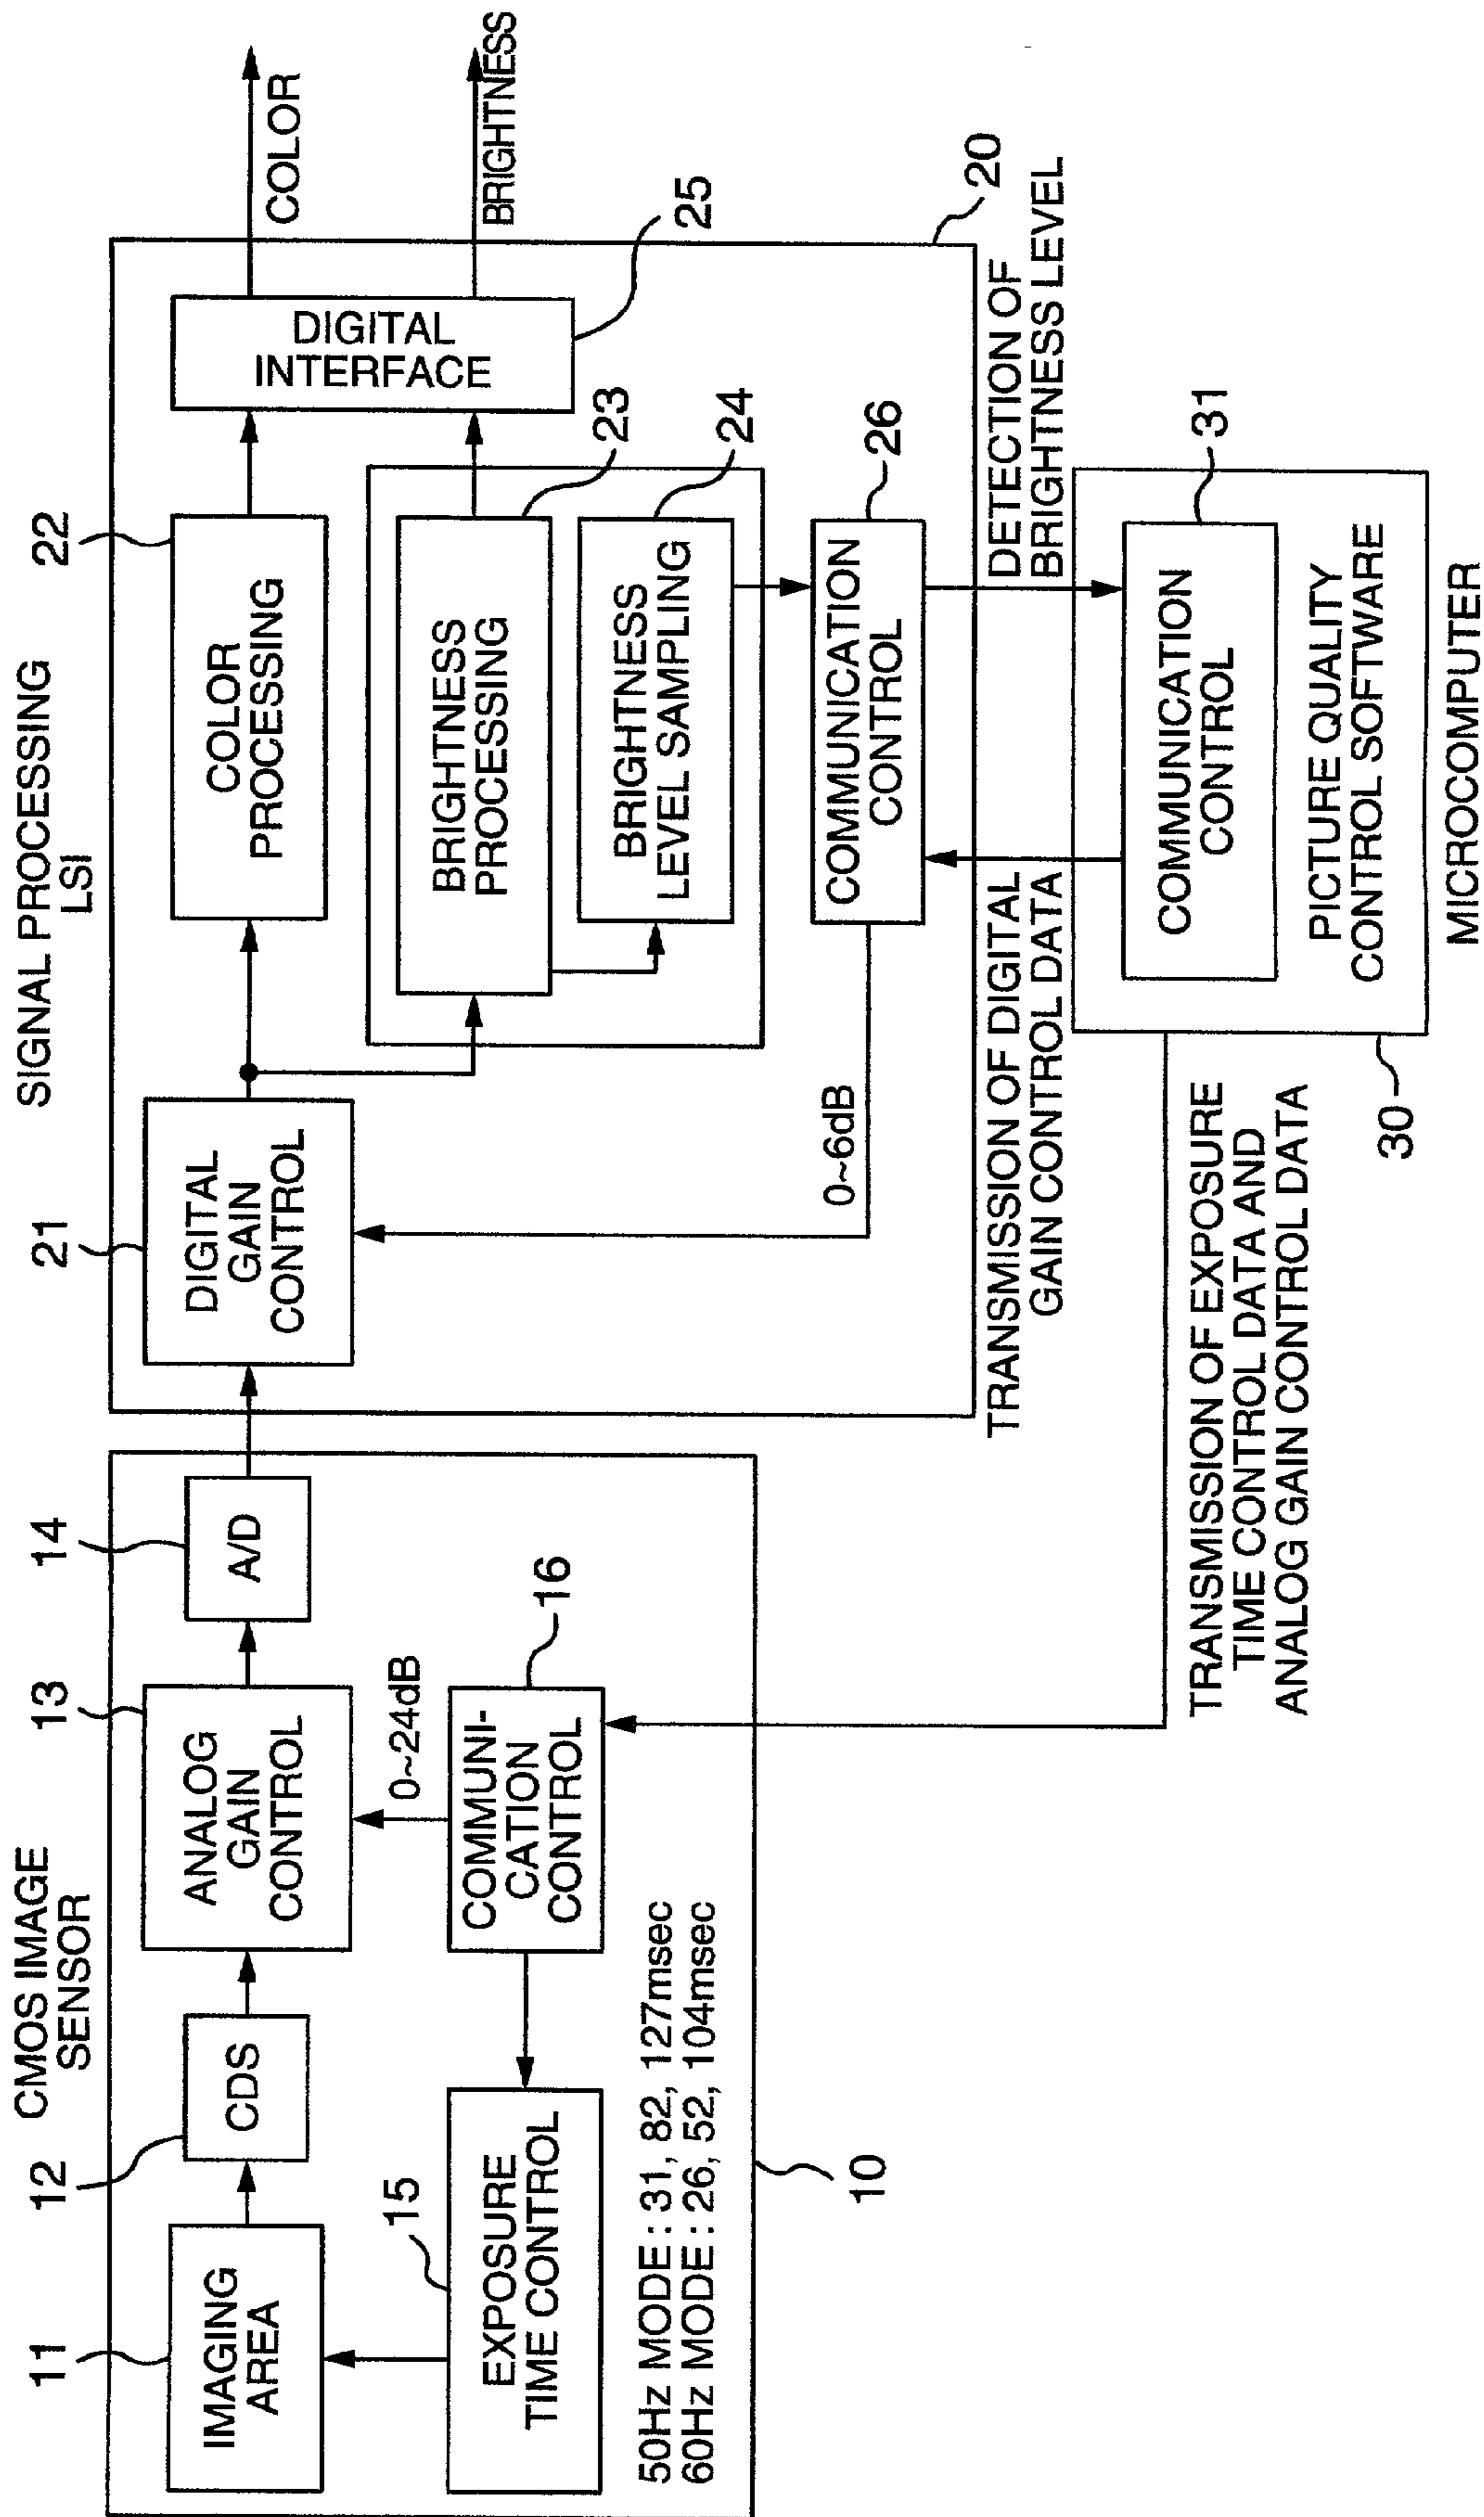 CMOS IMAGE
SENSOR
11
IMAGING
AREA
12
CDS
13
ANALOG
GAIN
CONTROL
14
A/D
15
EXPOSURE
TIME CONTROL
0~24dB
16
COMMUNI-
CATION
CONTROL
50Hz MODE : 31, 82, 127msec
60Hz MODE : 26, 52, 104msec
10
SIGNAL PROCESSING
LSI
21
DIGITAL
GAIN
CONTROL
22
COLOR
PROCESSING
DIGITAL
INTERFACE
25
COLOR
BRIGHTNESS
BRIGHTNESS
PROCESSING
23
BRIGHTNESS
LEVEL SAMPLING
24
0~6dB
COMMUNICATION
CONTROL
26
20
TRANSMISSION OF DIGITAL
GAIN CONTROL DATA
DETECTION OF
BRIGHTNESS LEVEL
COMMUNICATION
CONTROL
31
PICTURE QUALITY
CONTROL SOFTWARE
30
MICROCOMPUTER
TRANSMISSION OF EXPOSURE
TIME CONTROL DATA AND
ANALOG GAIN CONTROL DATA